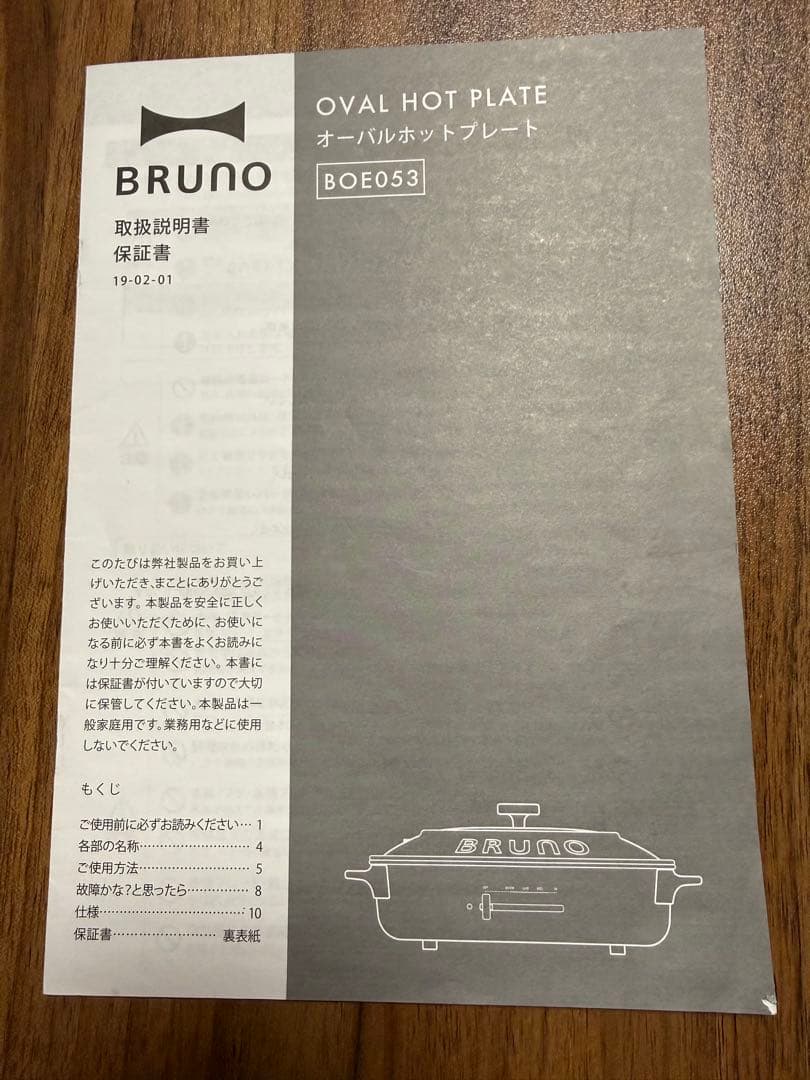 BRUNO
取扱説明書
保証書
19-02-01
OVAL HOT PLATE
オーバルホットプレート
BOE053
このたびは弊社製品をお買い上
げいただき、まことにありがとうご
ざいます。本製品を安全に正しく
お使いいただくために、お使いに
なる前に必ず本書をよくお読みに
なり十分ご理解ください。本書に
は保証書が付いていますので大切
に保管してください。本製品は一
般家庭用です。業務用などに使用
しないでください。
もくじ
ご使用前に必ずお読みください… 1
各部の名称………………… 4
ご使用方法………………… 5
故障かな?と思ったら………… 8
仕様………………………10
保証書……………… 裏表紙
BRUNO